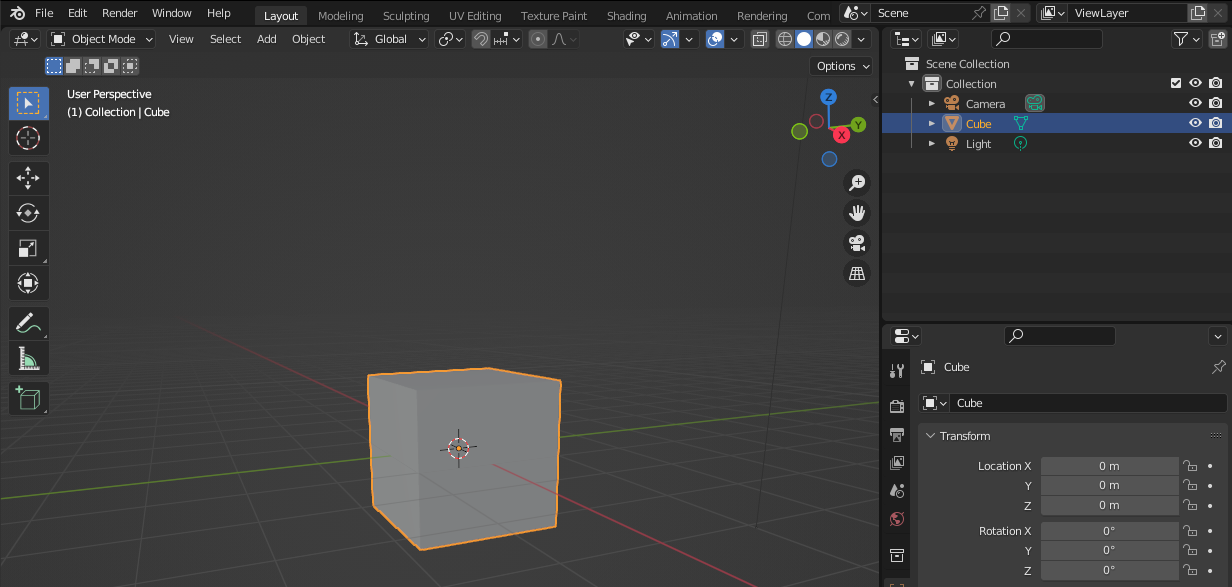 File Edit Render Window Help Layout Modeling Sculpting UV Editing Texture Paint Shading Animation Rendering Com Scene ViewLayer
Object Mode View Select Add Object Global
Options
User Perspective
(1) Collection | Cube
Z
Y
X
Scene Collection
Collection
Camera
Cube
Light
Cube
Cube
Transform
Location X 0 m
Y 0 m
Z 0 m
Rotation X 0°
Y 0°
Z 0°